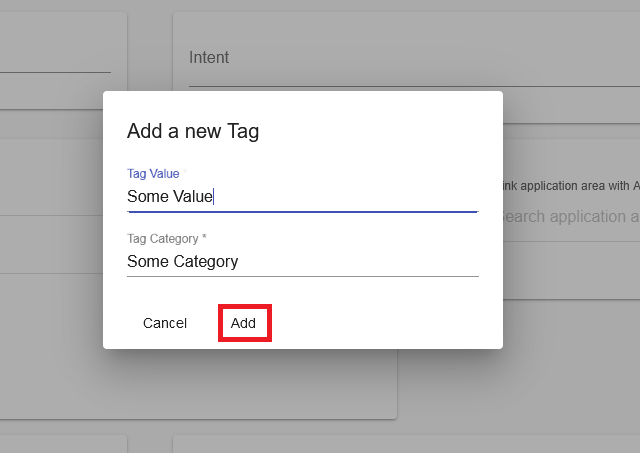 Intent
Add a new Tag
Tag Value
Some Value
Tag Category *
Some Category
Cancel
Add
ink application area with A
Search application a